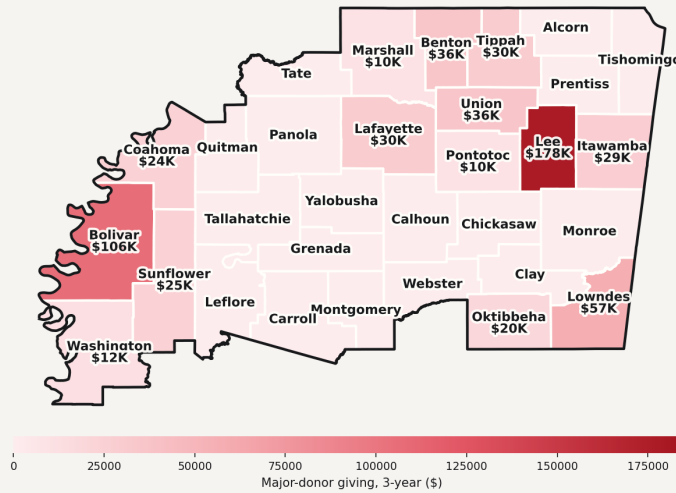 Alcorn
Tippah
$30K
Benton
$36K
Marshall
$10K
Tishomingo
Tate
Prentiss
Union
$36K
Lafayette
$30K
Panola
Quitman
Coahoma
$24K
Lee
$178K
Itawamba
$29K
Pontotoc
$10K
Yalobusha
Tallahatchie
Calhoun
Chickasaw
Monroe
Bolivar
$106K
Grenada
Sunflower
$25K
Clay
Webster
Leflore
Lowndes
$57K
Montgomery
Carroll
Oktibbeha
$20K
Washington
$12K
0 25000 50000 75000 100000 125000 150000 175000
Major-donor giving, 3-year ($)